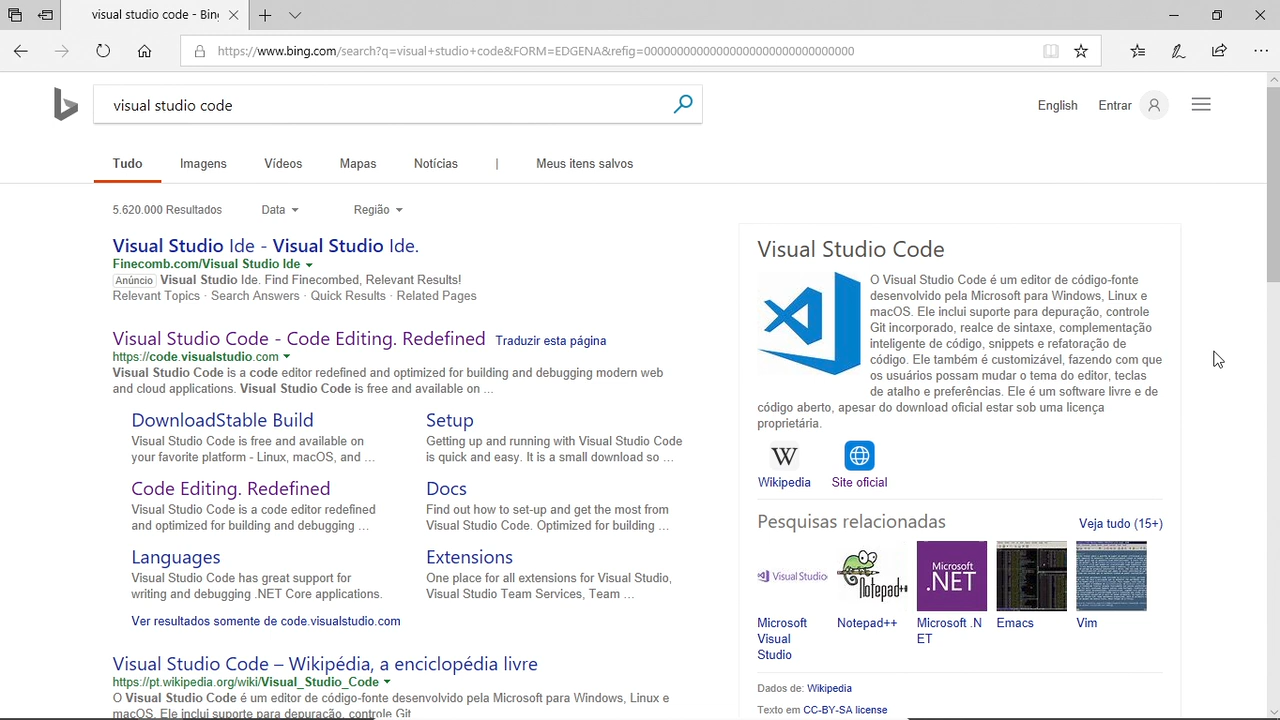 visual studio code - Bin
https://www.bing.com/search?q=visual+studio+code&FORM=EDGENA&refig=00000000000000000000000000000000
visual studio code
English
Entrar
Tudo
Imagens
Vídeos
Mapas
Notícias
|
Meus itens salvos
5.620.000 Resultados
Data
Região
Visual Studio Ide - Visual Studio Ide.
Finecomb.com/Visual Studio Ide
Anúncio Visual Studio Ide. Find Finecombed, Relevant Results!
Relevant Topics · Search Answers · Quick Results · Related Pages
Visual Studio Code - Code Editing. Redefined Traduzir esta página
https://code.visualstudio.com
Visual Studio Code is a code editor redefined and optimized for building and debugging modern web
and cloud applications. Visual Studio Code is free and available on ...
DownloadStable Build
Visual Studio Code is free and available on
your favorite platform - Linux, macOS, and ...
Setup
Getting up and running with Visual Studio Code
is quick and easy. It is a small download so ...
Code Editing. Redefined
Visual Studio Code is a code editor redefined
and optimized for building and debugging ...
Docs
Find out how to set-up and get the most from
Visual Studio Code. Optimized for building ...
Languages
Visual Studio Code has great support for
writing and debugging .NET Core applications
Extensions
One place for all extensions for Visual Studio,
Visual Studio Team Services, Team ...
Ver resultados somente de code.visualstudio.com
Visual Studio Code – Wikipédia, a enciclopédia livre
https://pt.wikipedia.org/wiki/Visual_Studio_Code
O Visual Studio Code é um editor de código-fonte desenvolvido pela Microsoft para Windows, Linux e
macOS. Ele inclui suporte para depuração, controle Git
Visual Studio Code
O Visual Studio Code é um editor de código-fonte
desenvolvido pela Microsoft para Windows, Linux e
macOS. Ele inclui suporte para depuração, controle
Git incorporado, realce de sintaxe, complementação
inteligente de código, snippets e refatoração de
código. Ele também é customizável, fazendo com que
os usuários possam mudar o tema do editor, teclas
de atalho e preferências. Ele é um software livre e de
código aberto, apesar do download oficial estar sob uma licença
proprietária.
W
Wikipedia
Site oficial
Pesquisas relacionadas
Veja tudo (15+)
Visual Studio
Notepad++
Microsoft
.NET
Microsoft
Visual
Studio
Notepad++
Microsoft .N
ET
Emacs
Vim
Dados de: Wikipedia
Texto em CC-BY-SA license